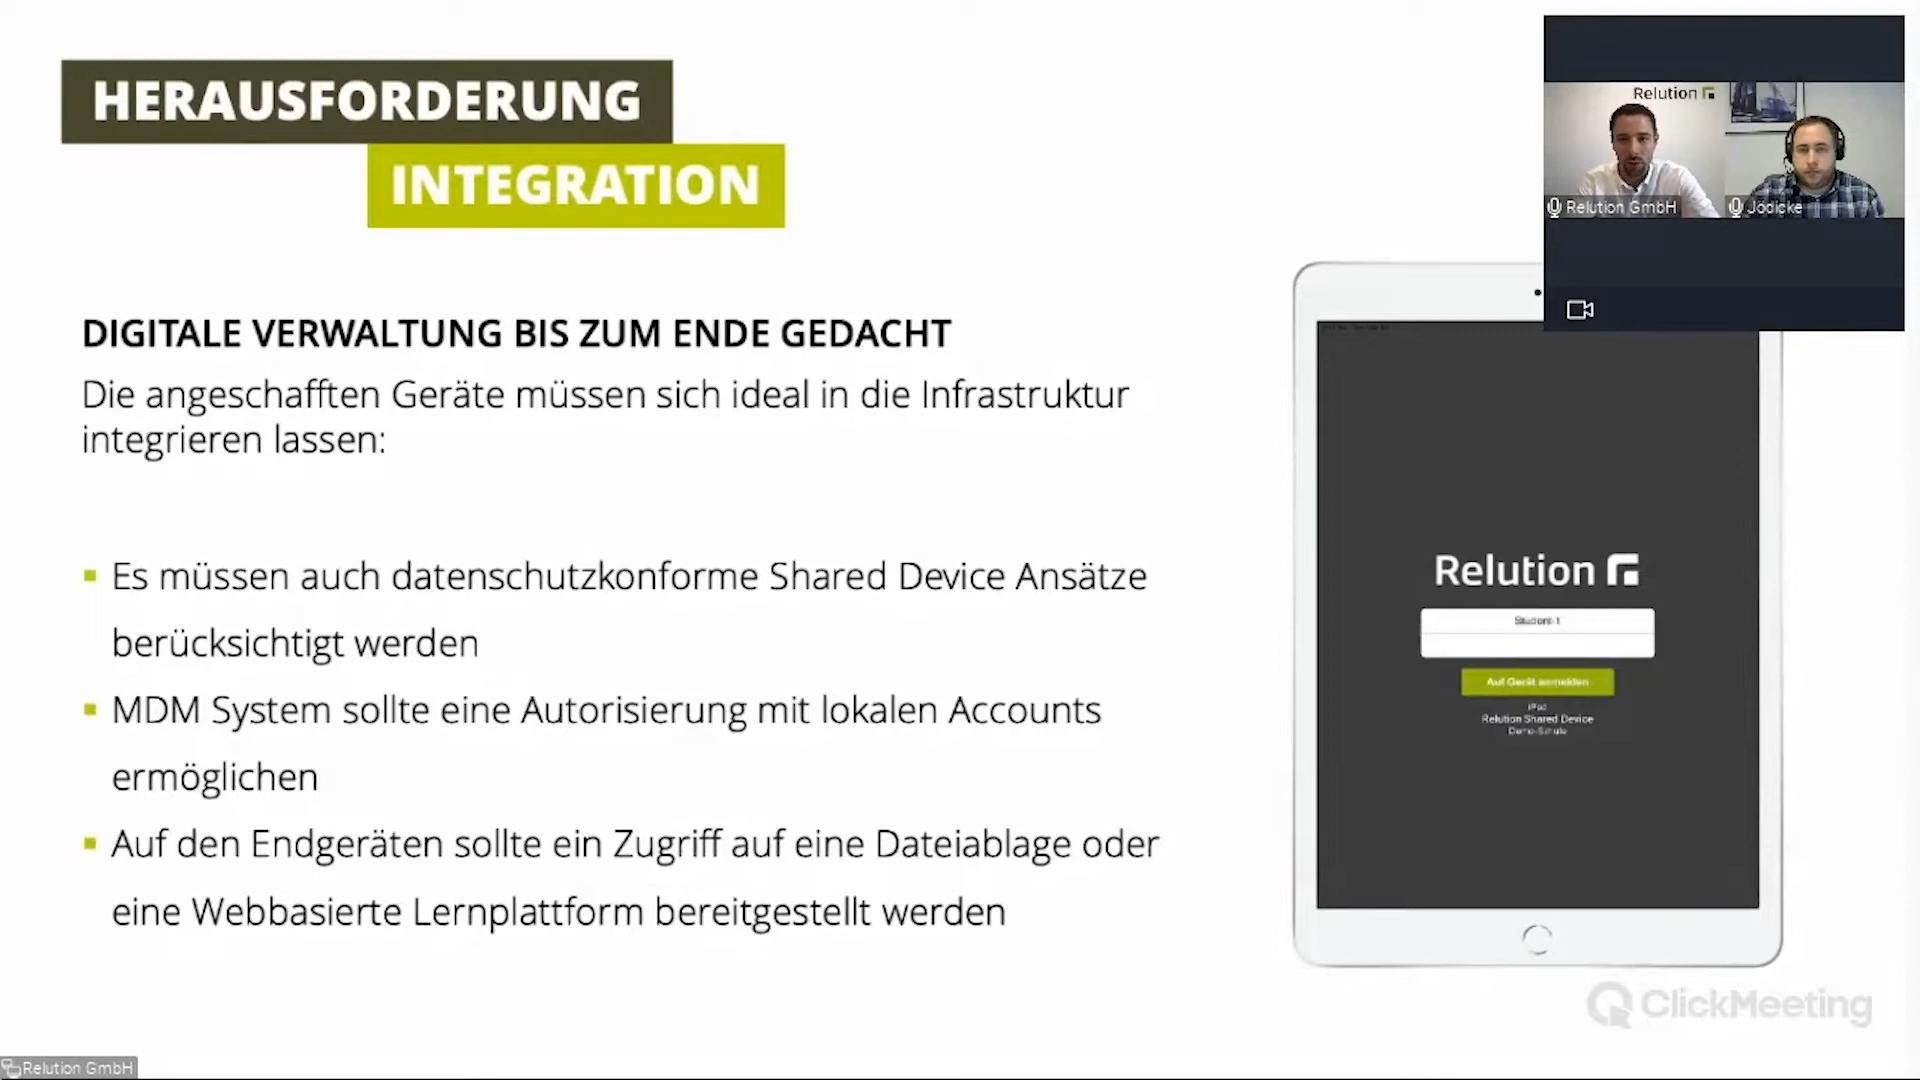 HERAUSFORDERUNG
INTEGRATION
DIGITALE VERWALTUNG BIS ZUM ENDE GEDACHT
Die angeschafften Geräte müssen sich ideal in die Infrastruktur
integrieren lassen:
Es müssen auch datenschutzkonforme Shared Device Ansätze
berücksichtigt werden
MDM System sollte eine Autorisierung mit lokalen Accounts
ermöglichen
Auf den Endgeräten sollte ein Zugriff auf eine Dateiablage oder
eine Webbasierte Lernplattform bereitgestellt werden
Relution
Relution GmbH
Jödicke
Relution
Student-1
Auf Gerät anmelden
iPad
Relution Shared Device
Demo-Schule
ClickMeeting
Relution GmbH